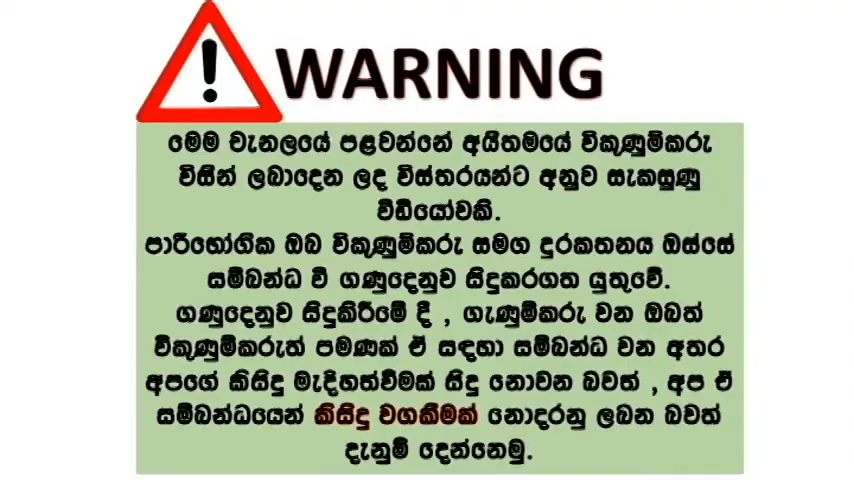 WARNING
මෙම චැනලයේ පළවන්නේ අයිතමයේ විකුණුම්කරු
විසින් ලබාදෙන ලද විස්තරයන්ට අනුව සැකසුණු
වීඩියෝවකි.
පාරිභෝගික ඔබ විකුණුම්කරු සමග දුරකතනය ඔස්සේ
සම්බන්ධ වී ගණුදෙනුව සිදුකරගත යුතුවේ.
ගණුදෙනුව සිදුකිරීමේ දී , ගැණුම්කරු වන ඔබත්
විකුණුම්කරුත් පමණක් ඒ සඳහා සම්බන්ධ වන අතර
අපගේ කිසිදු මැදිහත්වීමක් සිදු නොවන බවත් , අප ඒ
සම්බන්ධයෙන් කිසිදු වගකීමක් නොදරනු ලබන බවත්
දැනුම් දෙන්නෙමු.